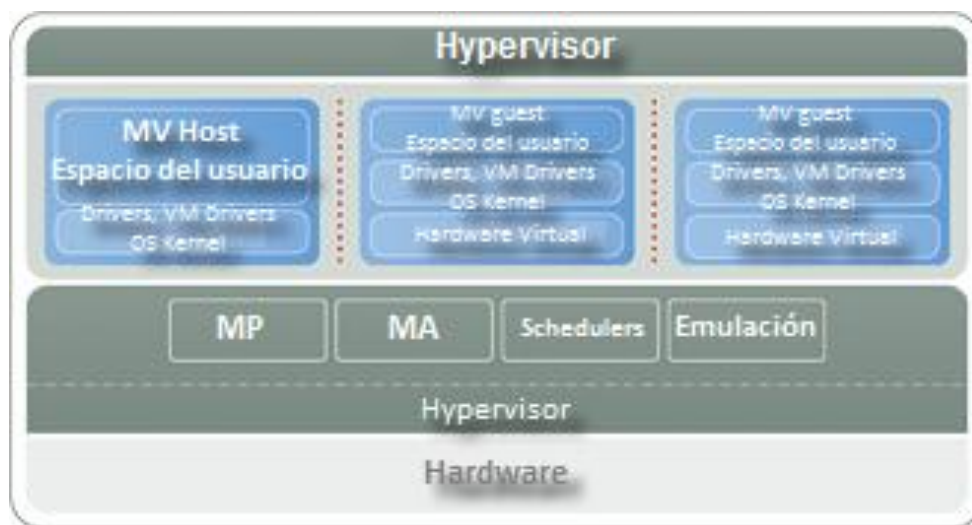 Hypervisor
MV Host
Espacio del usuario
Drivers, VM Drivers
OS Kernel
MV guest
Espacio del usuario
Drivers, VM Drivers
OS Kernel
Hardware Virtual
MV guest
Espacio del usuario
Drivers, VM Drivers
OS Kernel
Hardware Virtual
MP
MA
Schedulers
Emulación
Hypervisor
Hardware